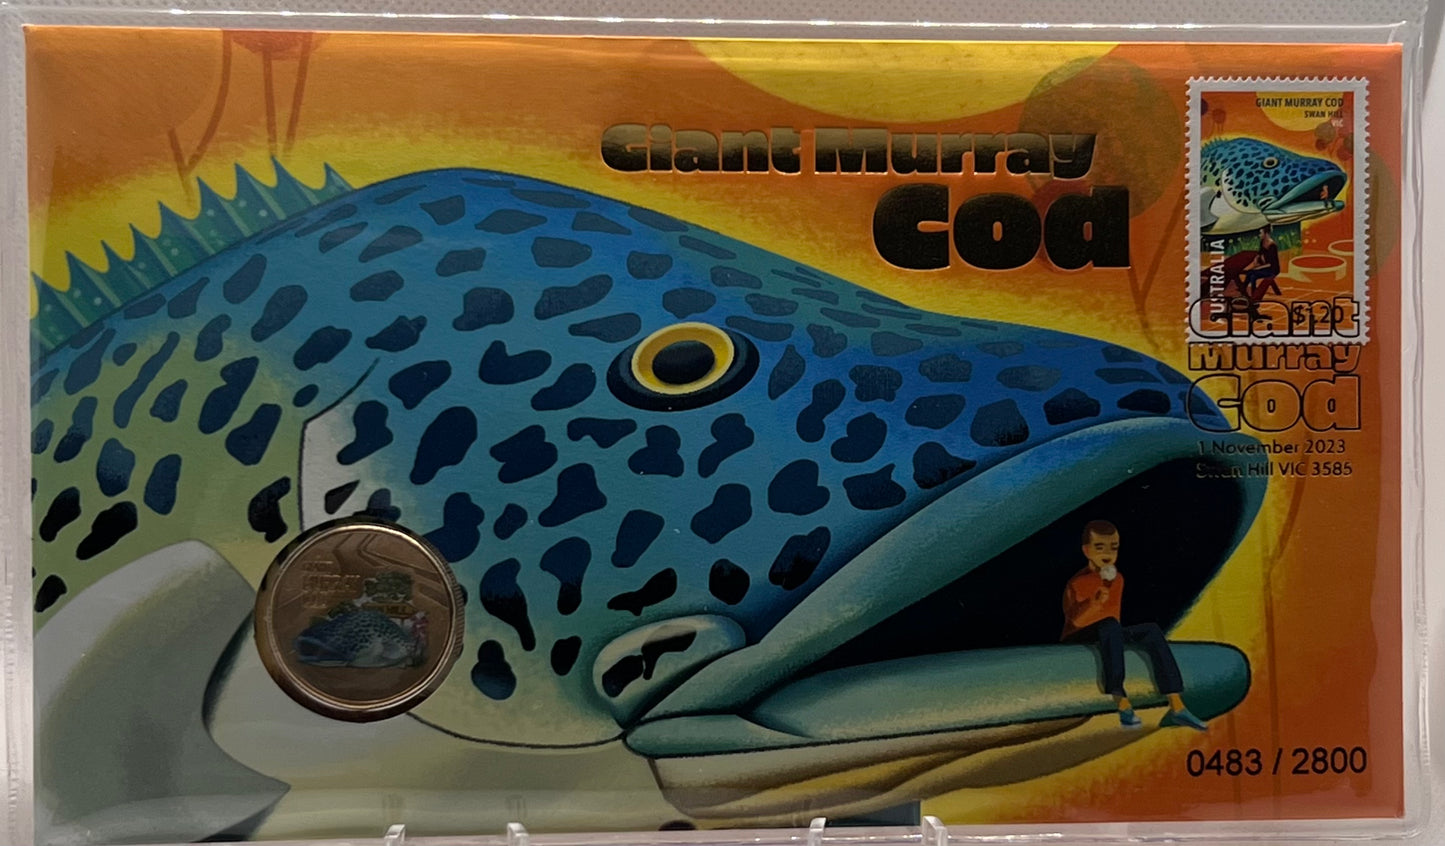 Giant Murray
Cod
GIANT MURRAY COD
SWAN HILL
VIC
AUSTRALIA
$1.20
Giant
Murray
Cod
1 November 2023
Swan Hill VIC 3585
0483 / 2800